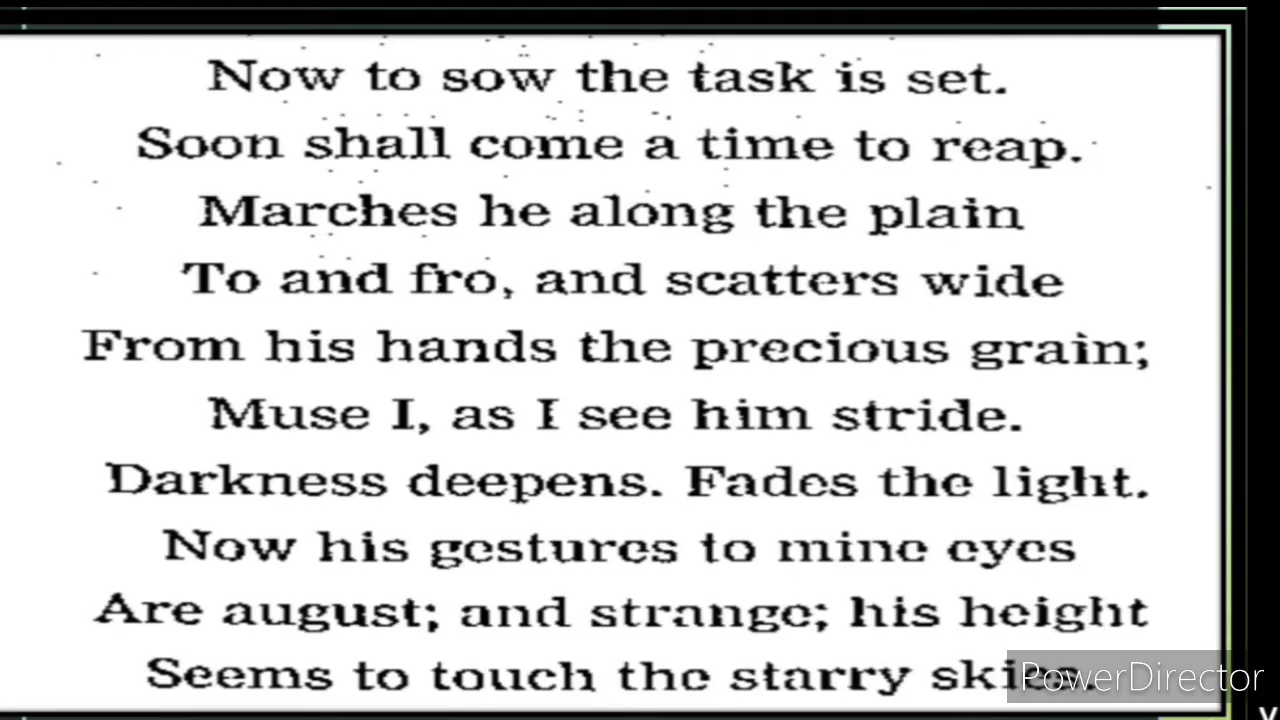 Now to sow the task is set.
Soon shall come a time to reap.
Marches he along the plain
To and fro, and scatters wide
From his hands the precious grain;
Muse I, as I see him stride.
Darkness deepens. Fades the light.
Now his gestures to mine eyes
Are august; and strange; his height
Seems to touch the starry skies.
PowerDirector